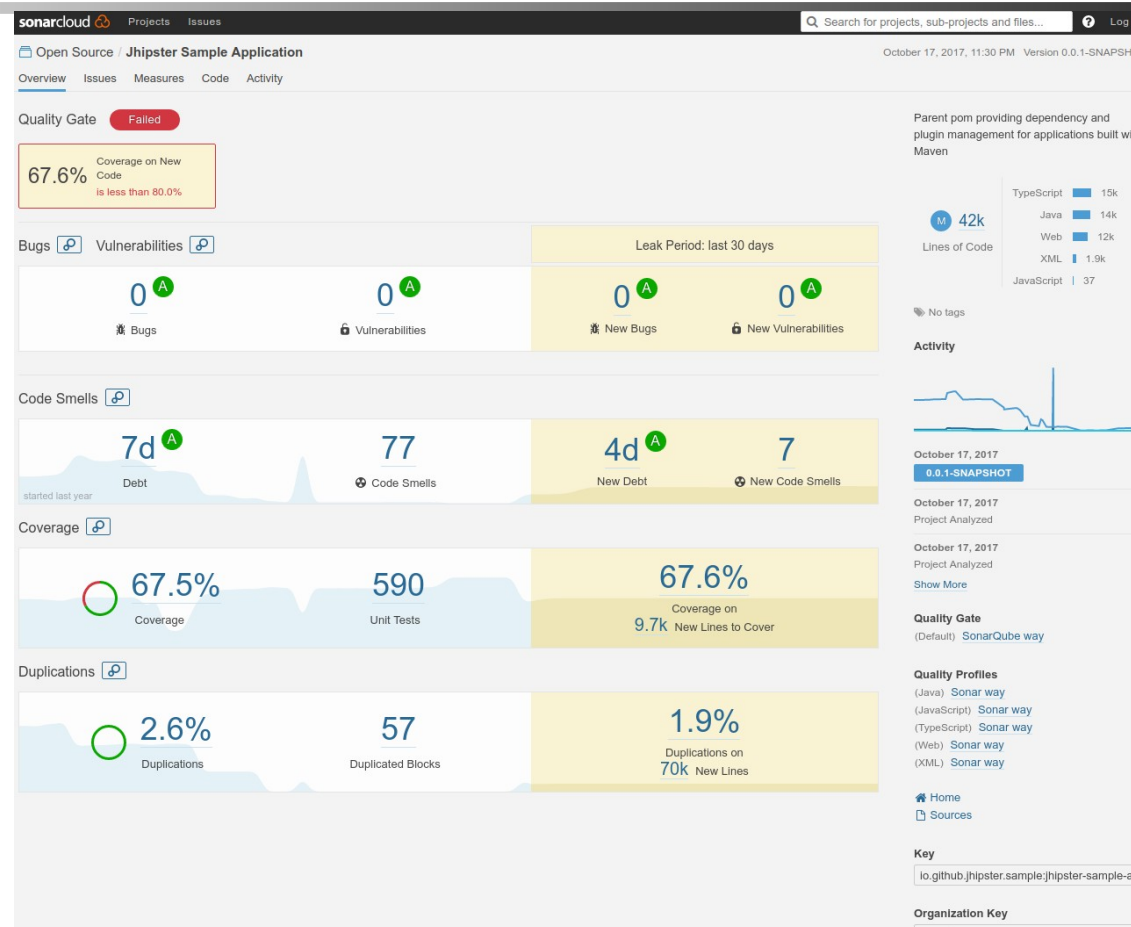 sonarcloud Projects Issues
Search for projects, sub-projects and files... ? Log
Open Source / Jhipster Sample Application
October 17, 2017, 11:30 PM Version 0.0.1-SNAPSH
Overview Issues Measures Code Activity
Quality Gate Failed
67.6% Coverage on New
Code
is less than 80.0%
Bugs Vulnerabilities
Leak Period: last 30 days
0 A 0 A 0 A 0 A
Bugs Vulnerabilities New Bugs New Vulnerabilities
Code Smells
7d A 77 4d A 7
Debt Code Smells New Debt New Code Smells
started last year
Coverage
67.5% 590 67.6%
Coverage Unit Tests Coverage on
9.7k New Lines to Cover
Duplications
2.6% 57 1.9%
Duplications Duplicated Blocks Duplications on
70k New Lines
Parent pom providing dependency and
plugin management for applications built wi
Maven
M 42k
Lines of Code
TypeScript 15k
Java 14k
Web 12k
XML 1.9k
JavaScript 37
No tags
Activity
October 17, 2017
0.0.1-SNAPSHOT
October 17, 2017
Project Analyzed
October 17, 2017
Project Analyzed
Show More
Quality Gate
(Default) SonarQube way
Quality Profiles
(Java) Sonar way
(JavaScript) Sonar way
(TypeScript) Sonar way
(Web) Sonar way
(XML) Sonar way
Home
Sources
Key
io.github.jhipster.sample:jhipster-sample-a
Organization Key